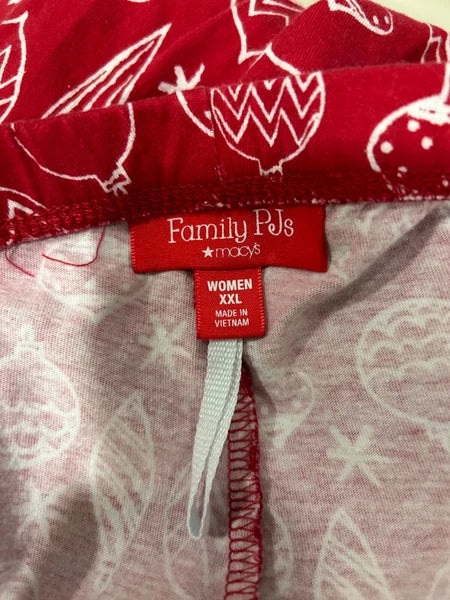 Family PJs
★macy's
WOMEN
XXL
MADE IN
VIETNAM